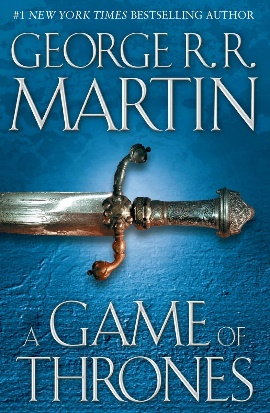 #1 NEW YORK TIMES BESTSELLING AUTHOR
GEORGE R. R.
MARTIN
A GAME OF
THRONES